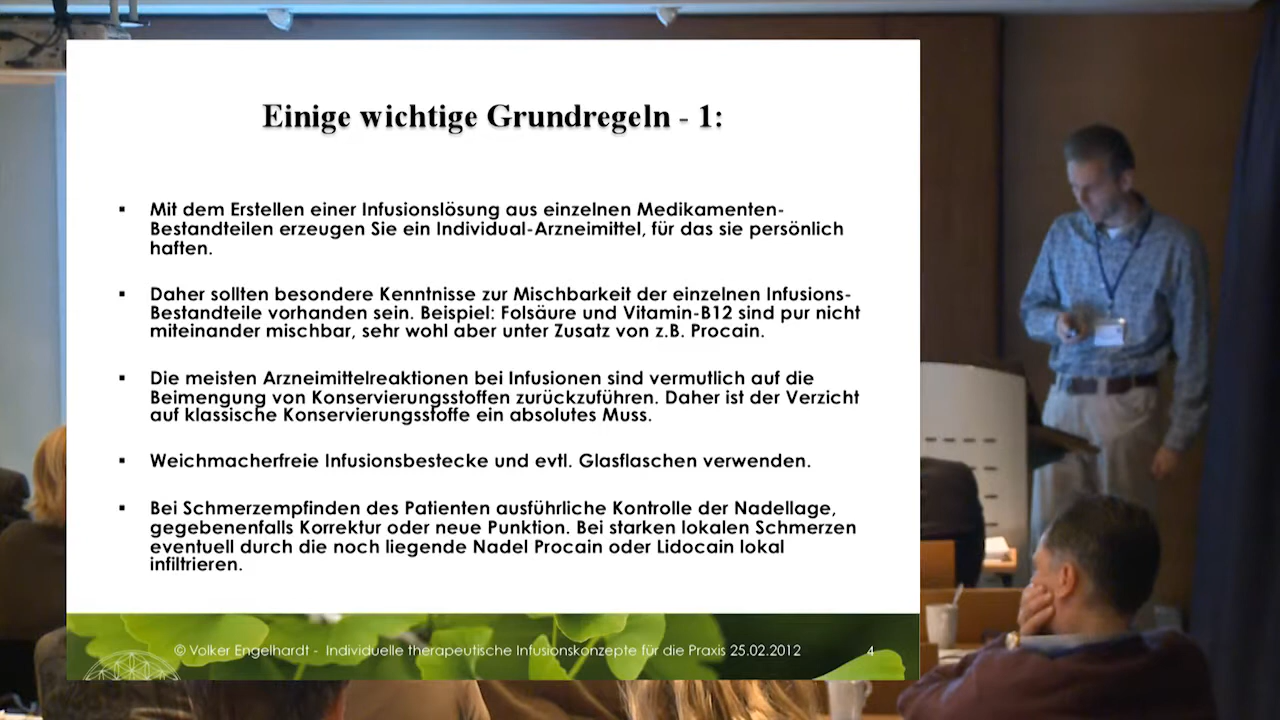 Einige wichtige Grundregeln - 1:
▪ Mit dem Erstellen einer Infusionslösung aus einzelnen Medikamenten-
Bestandteilen erzeugen Sie ein Individual-Arzneimittel, für das sie persönlich
haften.
▪ Daher sollten besondere Kenntnisse zur Mischbarkeit der einzelnen Infusions-
Bestandteile vorhanden sein. Beispiel: Folsäure und Vitamin-B12 sind pur nicht
miteinander mischbar, sehr wohl aber unter Zusatz von z.B. Procain.
▪ Die meisten Arzneimittelreaktionen bei Infusionen sind vermutlich auf die
Beimengung von Konservierungsstoffen zurückzuführen. Daher ist der Verzicht
auf klassische Konservierungsstoffe ein absolutes Muss.
▪ Weichmacherfreie Infusionsbestecke und evtl. Glasflaschen verwenden.
▪ Bei Schmerzempfinden des Patienten ausführliche Kontrolle der Nadellage,
gegebenenfalls Korrektur oder neue Punktion. Bei starken lokalen Schmerzen
eventuell durch die noch liegende Nadel Procain oder Lidocain lokal
infiltrieren.
© Volker Engelhardt - Individuelle therapeutische Infusionskonzepte für die Praxis 25.02.2012 4